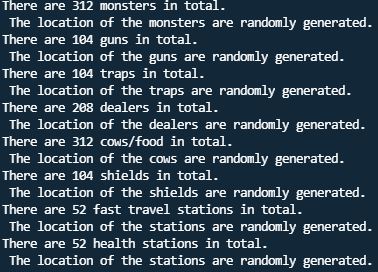 There are 312 monsters in total.
The location of the monsters are randomly generated.
There are 104 guns in total.
The location of the guns are randomly generated.
There are 104 traps in total.
The location of the traps are randomly generated.
There are 208 dealers in total.
The location of the dealers are randomly generated.
There are 312 cows/food in total.
The location of the cows are randomly generated.
There are 104 shields in total.
The location of the shields are randomly generated.
There are 52 fast travel stations in total.
The location of the stations are randomly generated.
There are 52 health stations in total.
The location of the stations are randomly generated.